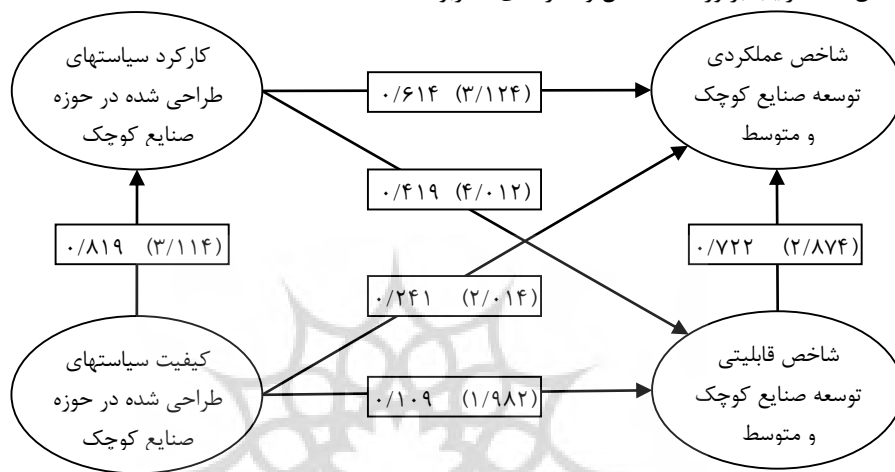 کارکرد سیاستهای
طراحی شده در حوزه
صنایع کوچک
شاخص عملکردی
توسعه صنایع کوچک
و متوسط
۰/۶۱۴ (۳/۱۲۴)
۰/۴۱۹ (۴/۰۱۲)
۰/۸۱۹ (۳/۱۱۴)
۰/۷۲۲ (۲/۸۷۴)
۰/۲۴۱ (۲/۰۱۴)
۰/۱۰۹ (۱/۹۸۲)
کیفیت سیاستهای
طراحی شده در حوزه
صنایع کوچک
شاخص قابلیتی
توسعه صنایع کوچک
و متوسط